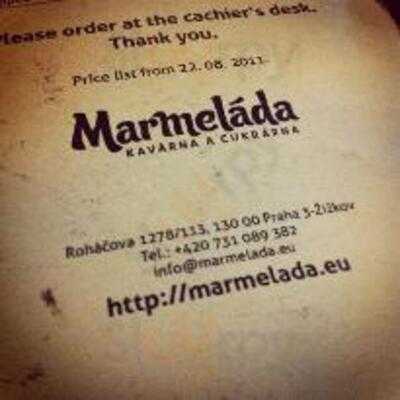 Please order at the cachier's desk.
Thank you.
Price list from 22. 08. 2011.
Marmeláda
KAVÁRNA A CUKRÁRNA
Roháčova 1278/113, 130 00 Praha 3-Žižkov
Tel.: +420 731 089 382
info@marmelada.eu
http://marmelada.eu